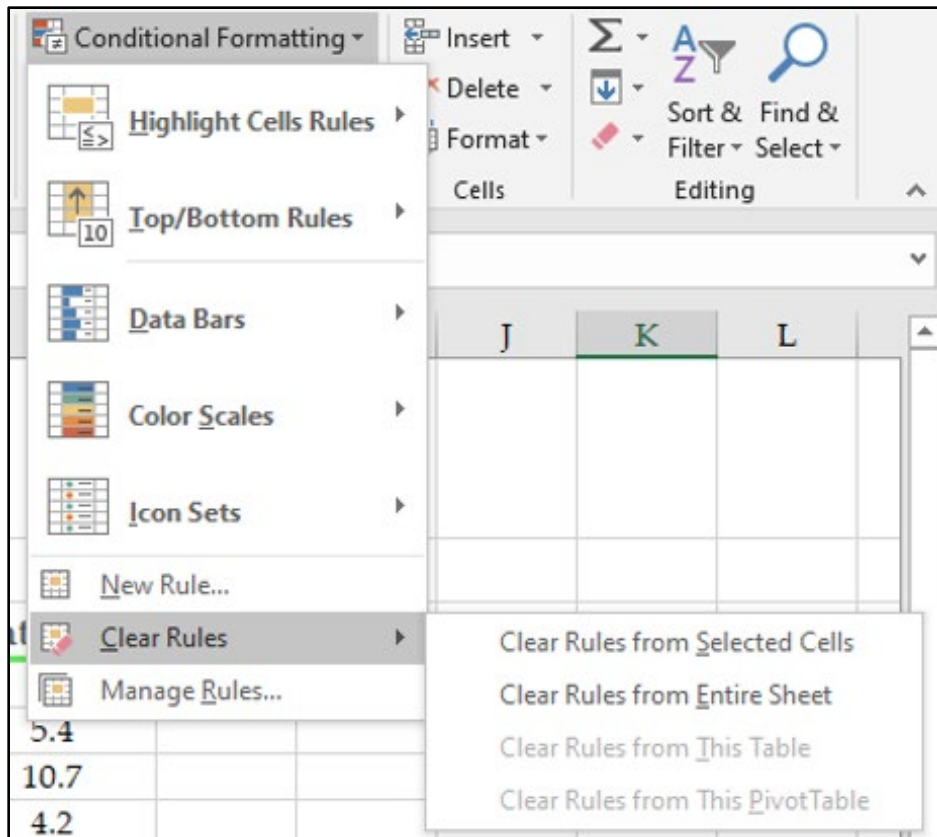 Conditional Formatting
Insert
Delete
Format
Cells
Sort & Find &
Filter Select
Editing
Highlight Cells Rules
Top/Bottom Rules
10
Data Bars
Color Scales
Icon Sets
New Rule...
Clear Rules
Manage Rules...
Clear Rules from Selected Cells
Clear Rules from Entire Sheet
Clear Rules from This Table
Clear Rules from This PivotTable
J K L
5.4
10.7
4.2